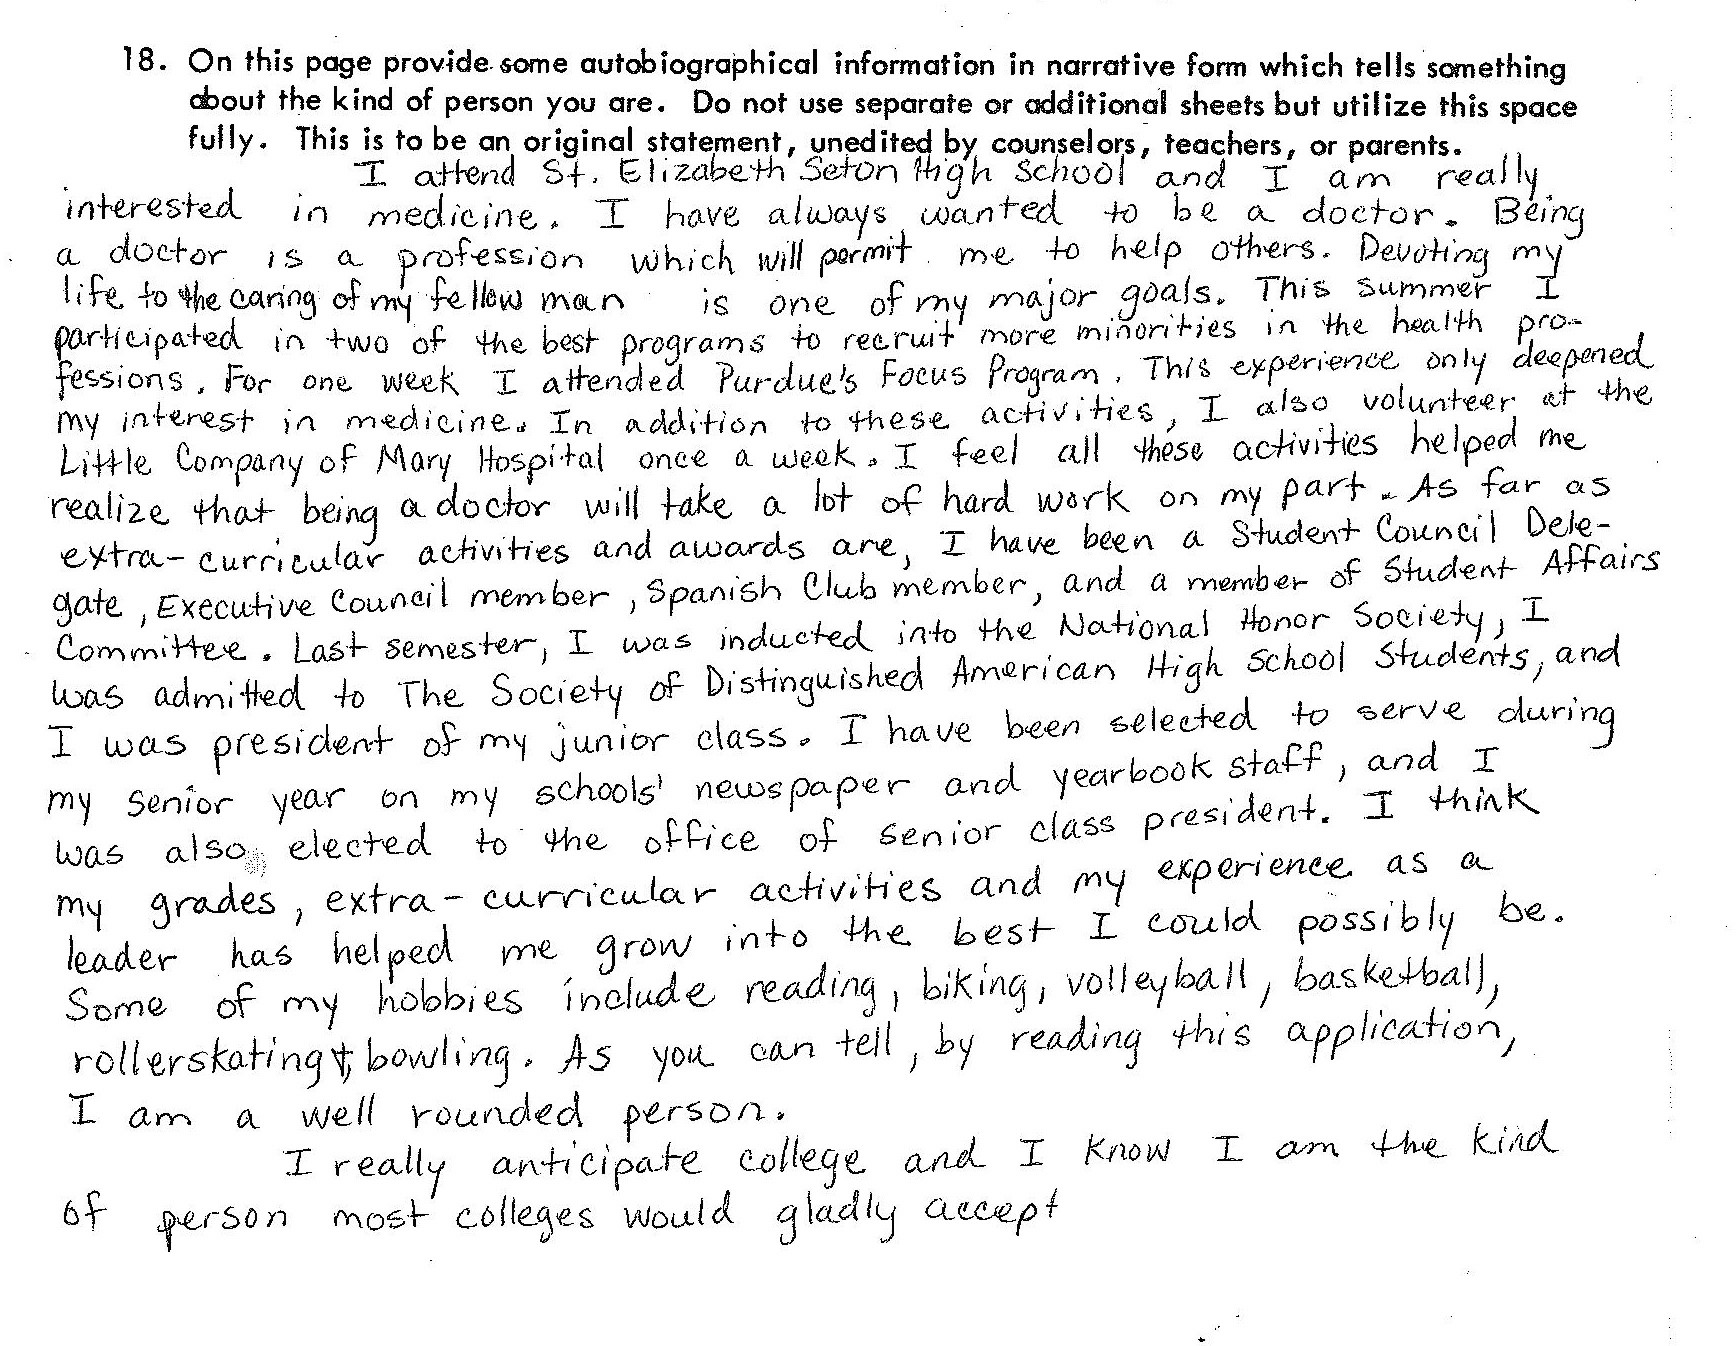 18. On this page provide some autobiographical information in narrative form which tells something
about the kind of person you are. Do not use separate or additional sheets but utilize this space
fully. This is to be an original statement, unedited by counselors, teachers, or parents.
I attend St. Elizabeth Seton High School and I am really
interested in medicine. I have always wanted to be a doctor. Being
a doctor is a profession which will permit me to help others. Devoting my
life to the caring of my fellow man is one of my major goals. This summer I
participated in two of the best programs to recruit more minorities in the health pro-
fessions. For one week I attended Purdue's Focus Program. This experience only deepened
my interest in medicine. In addition to these activities, I also volunteer at the
Little Company of Mary Hospital once a week. I feel all these activities helped me
realize that being a doctor will take a lot of hard work on my part. As far as
extra-curricular activities and awards are, I have been a Student Council Dele-
gate, Executive Council member, Spanish Club member, and a member of Student Affairs
Committee. Last semester, I was inducted into the National Honor Society, I
was admitted to The Society of Distinguished American High School Students, and
I was president of my junior class. I have been selected to serve during
my senior year on my schools' newspaper and yearbook staff, and I
was also elected to the office of senior class president. I think
my grades, extra-curricular activities and my experience as a
leader has helped me grow into the best I could possibly be.
Some of my hobbies include reading, biking, volleyball, basketball,
rollerskating & bowling. As you can tell, by reading this application,
I am a well rounded person.
I really anticipate college and I know I am the kind
of person most colleges would gladly accept